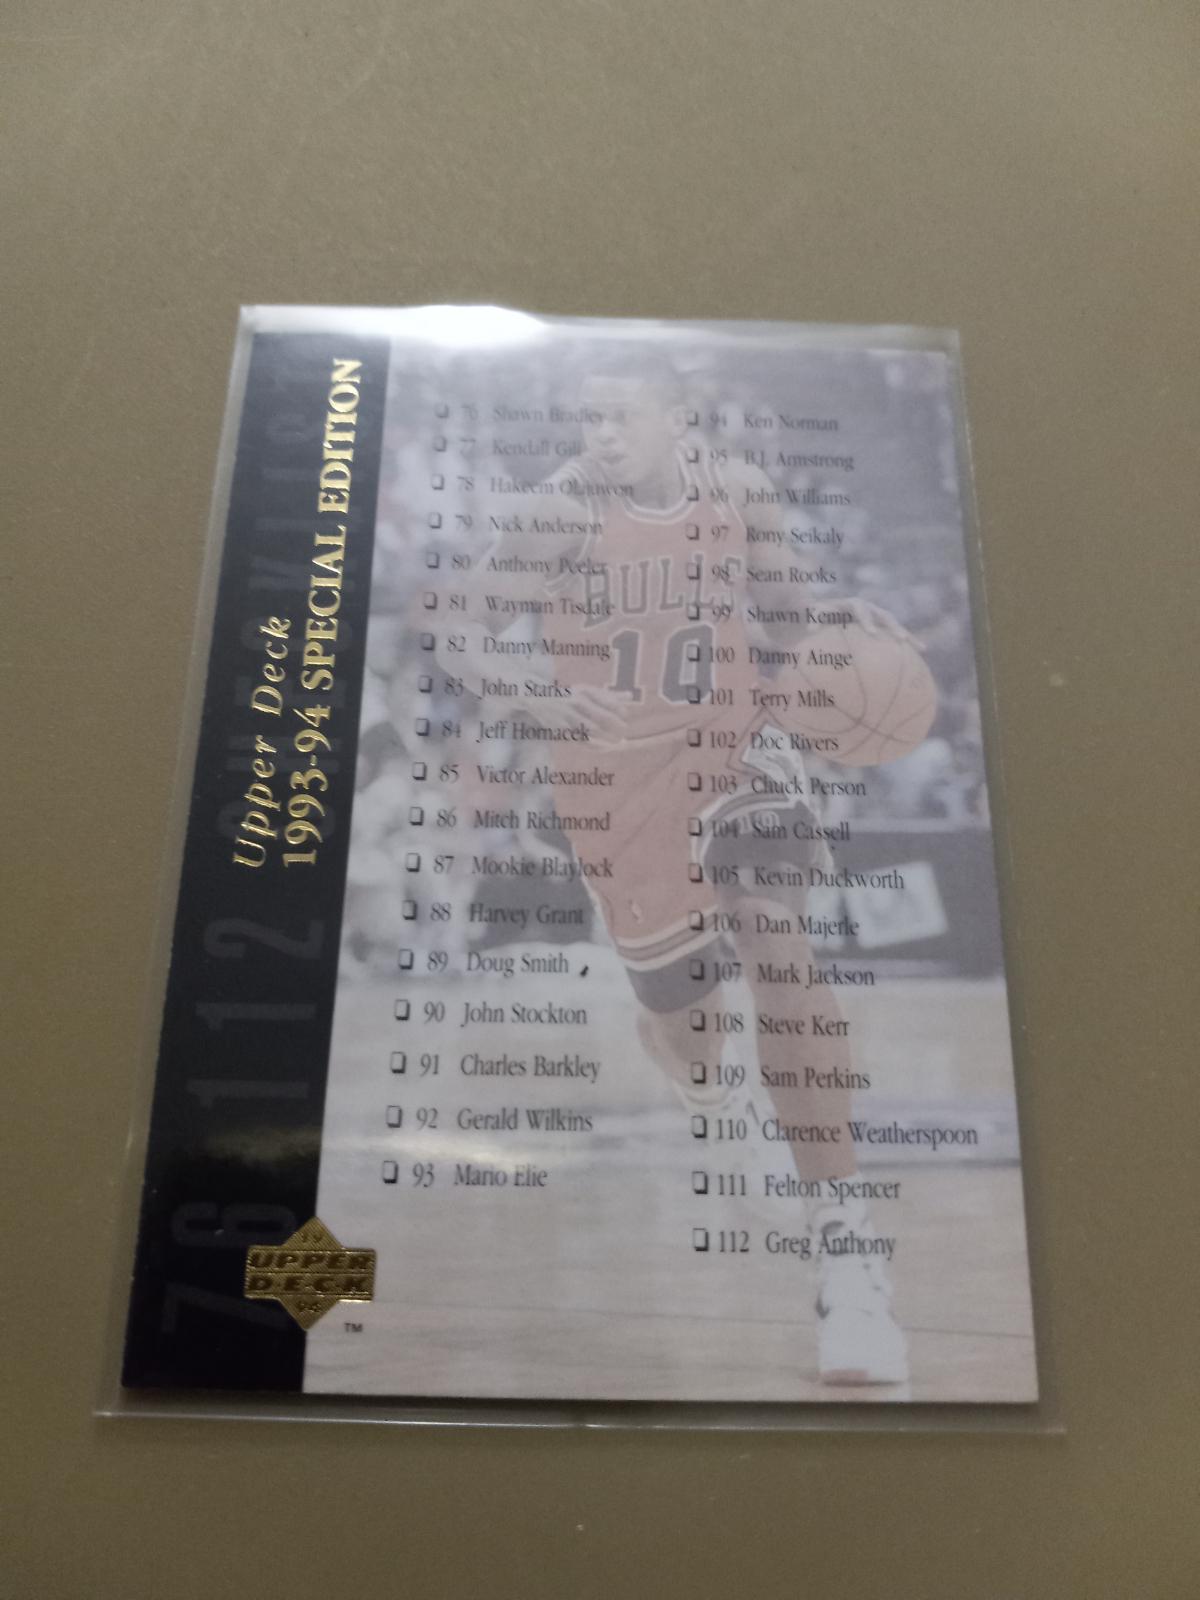 Upper Deck
1993-94 SPECIAL EDITION
CHECKLIST
76 112
❏ 76 Shawn Bradley
❏ 77 Kendall Gill
❏ 78 Hakeem Olajuwon
❏ 79 Nick Anderson
❏ 80 Anthony Peeler
❏ 81 Wayman Tisdale
❏ 82 Danny Manning
❏ 83 John Starks
❏ 84 Jeff Hornacek
❏ 85 Victor Alexander
❏ 86 Mitch Richmond
❏ 87 Mookie Blaylock
❏ 88 Harvey Grant
❏ 89 Doug Smith
❏ 90 John Stockton
❏ 91 Charles Barkley
❏ 92 Gerald Wilkins
❏ 93 Mario Elie
❏ 94 Ken Norman
❏ 95 B.J. Armstrong
❏ 96 John Williams
❏ 97 Rony Seikaly
❏ 98 Sean Rooks
❏ 99 Shawn Kemp
❏ 100 Danny Ainge
❏ 101 Terry Mills
❏ 102 Doc Rivers
❏ 103 Chuck Person
❏ 104 Sam Cassell
❏ 105 Kevin Duckworth
❏ 106 Dan Majerle
❏ 107 Mark Jackson
❏ 108 Steve Kerr
❏ 109 Sam Perkins
❏ 110 Clarence Weatherspoon
❏ 111 Felton Spencer
❏ 112 Greg Anthony
BULLS
10
19
UPPER
D·E·C·K
94
TM